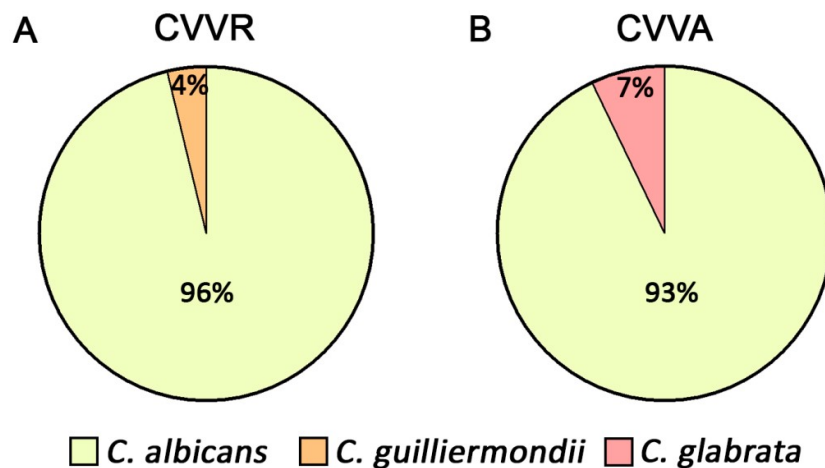 A CVVR B CVVA
4% 7%
96% 93%
C. albicans C. guilliermondii C. glabrata